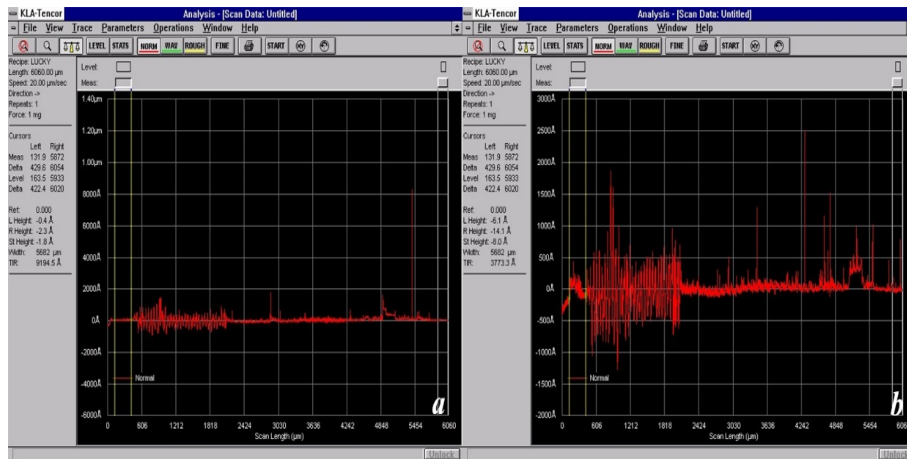 KLA-Tencor Analysis - [Scan Data: Untitled]
File View Trace Parameters Operations Window Help
LEVEL STATS NORM WAV ROUGH FINE START
Recipe: LUCKY
Length: 6060.00 µm
Speed: 20.00 µm/sec
Direction ->
Repeats: 1
Force: 1 mg
Cursors
Left Right
Meas 131.9 5872
Delta 429.6 6054
Level 163.5 5933
Delta 422.4 6020
Ref: 0.000
L Height: -0.4 Å
R Height: -2.3 Å
St Height: -1.8 Å
Width: 5682 µm
TIR: 9194.5 Å
Level:
Meas:
1.40µm
1.20µm
1.00µm
8000Å
6000Å
4000Å
2000Å
0Å
-2000Å
-4000Å
-6000Å
Normal
a
0 606 1212 1818 2424 3030 3636 4242 4848 5454 6060
Scan Length (µm)
Unlock
KLA-Tencor Analysis - [Scan Data: Untitled]
File View Trace Parameters Operations Window Help
LEVEL STATS NORM WAV ROUGH FINE START
Recipe: LUCKY
Length: 6060.00 µm
Speed: 20.00 µm/sec
Direction ->
Repeats: 1
Force: 1 mg
Cursors
Left Right
Meas 131.9 5872
Delta 429.6 6054
Level 163.5 5933
Delta 422.4 6020
Ref: 0.000
L Height: -6.1 Å
R Height: -14.1 Å
St Height: -8.0 Å
Width: 5682 µm
TIR: 3773.3 Å
Level:
Meas:
3000Å
2500Å
2000Å
1500Å
1000Å
500Å
0Å
-500Å
-1000Å
-1500Å
-2000Å
Normal
b
0 606 1212 1818 2424 3030 3636 4242 4848 5454 6060
Scan Length (µm)
Unlock